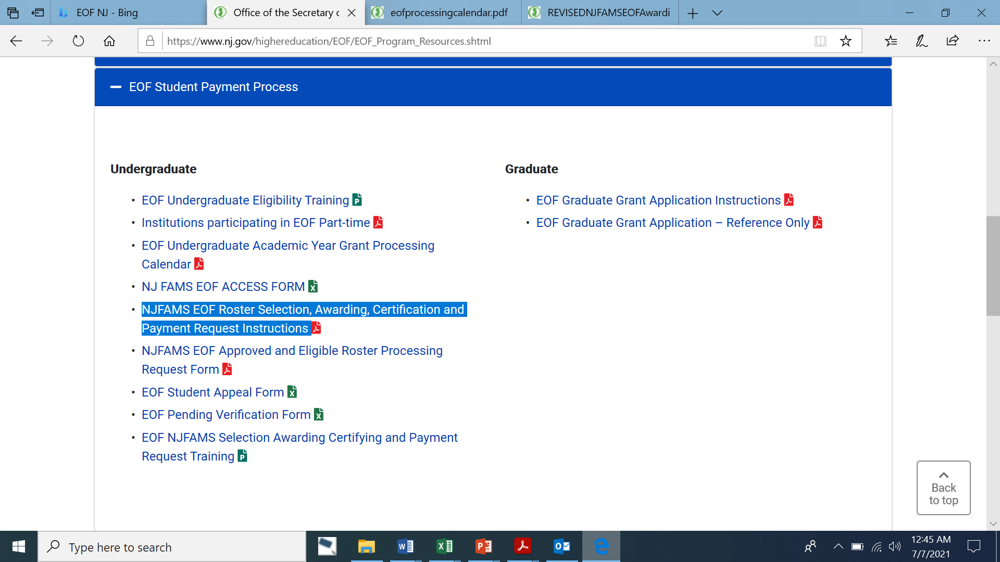 EOF NJ - Bing
Office of the Secretary c
eofprocessingcalendar.pdf
REVISEDNJFAMSEOFAwardi
https://www.nj.gov/highereducation/EOF/EOF_Program_Resources.shtml
EOF Student Payment Process
Undergraduate
• EOF Undergraduate Eligibility Training
• Institutions participating in EOF Part-time
• EOF Undergraduate Academic Year Grant Processing
Calendar
• NJ FAMS EOF ACCESS FORM
• NJFAMS EOF Roster Selection, Awarding, Certification and
Payment Request Instructions
• NJFAMS EOF Approved and Eligible Roster Processing
Request Form
• EOF Student Appeal Form
• EOF Pending Verification Form
• EOF NJFAMS Selection Awarding Certifying and Payment
Request Training
Graduate
• EOF Graduate Grant Application Instructions
• EOF Graduate Grant Application – Reference Only
Back
to top
Type here to search
12:45 AM
7/7/2021